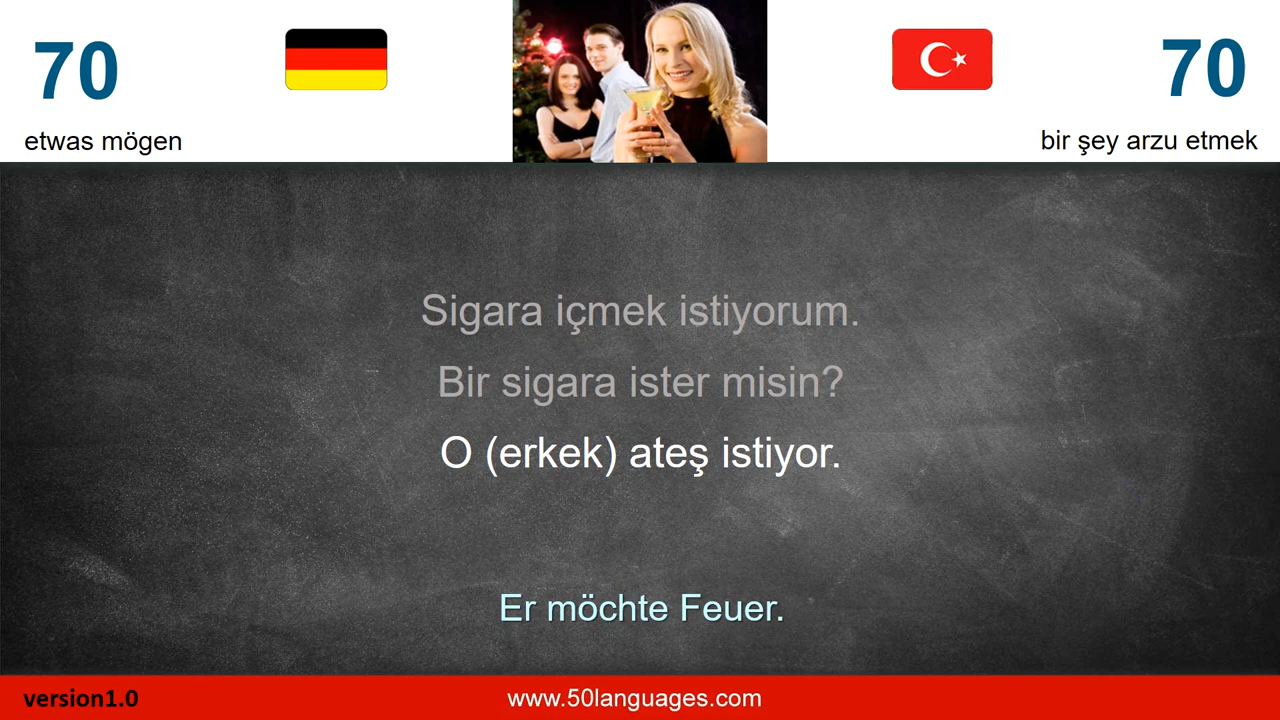 70
etwas mögen
70
bir şey arzu etmek
Sigara içmek istiyorum.
Bir sigara ister misin?
O (erkek) ateş istiyor.
Er möchte Feuer.
version1.0
www.50languages.com